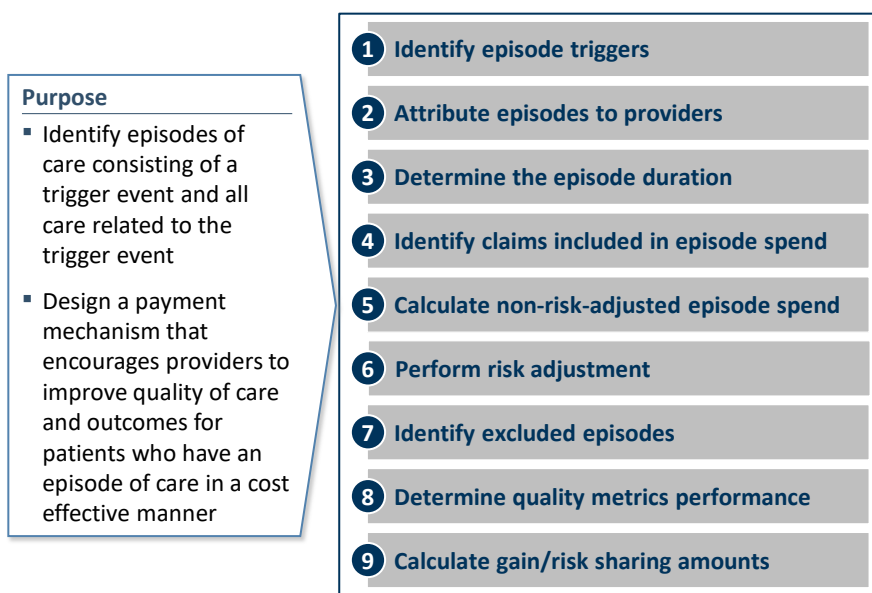 Purpose
▪ Identify episodes of
care consisting of a
trigger event and all
care related to the
trigger event
▪ Design a payment
mechanism that
encourages providers to
improve quality of care
and outcomes for
patients who have an
episode of care in a cost
effective manner
1 Identify episode triggers
2 Attribute episodes to providers
3 Determine the episode duration
4 Identify claims included in episode spend
5 Calculate non-risk-adjusted episode spend
6 Perform risk adjustment
7 Identify excluded episodes
8 Determine quality metrics performance
9 Calculate gain/risk sharing amounts